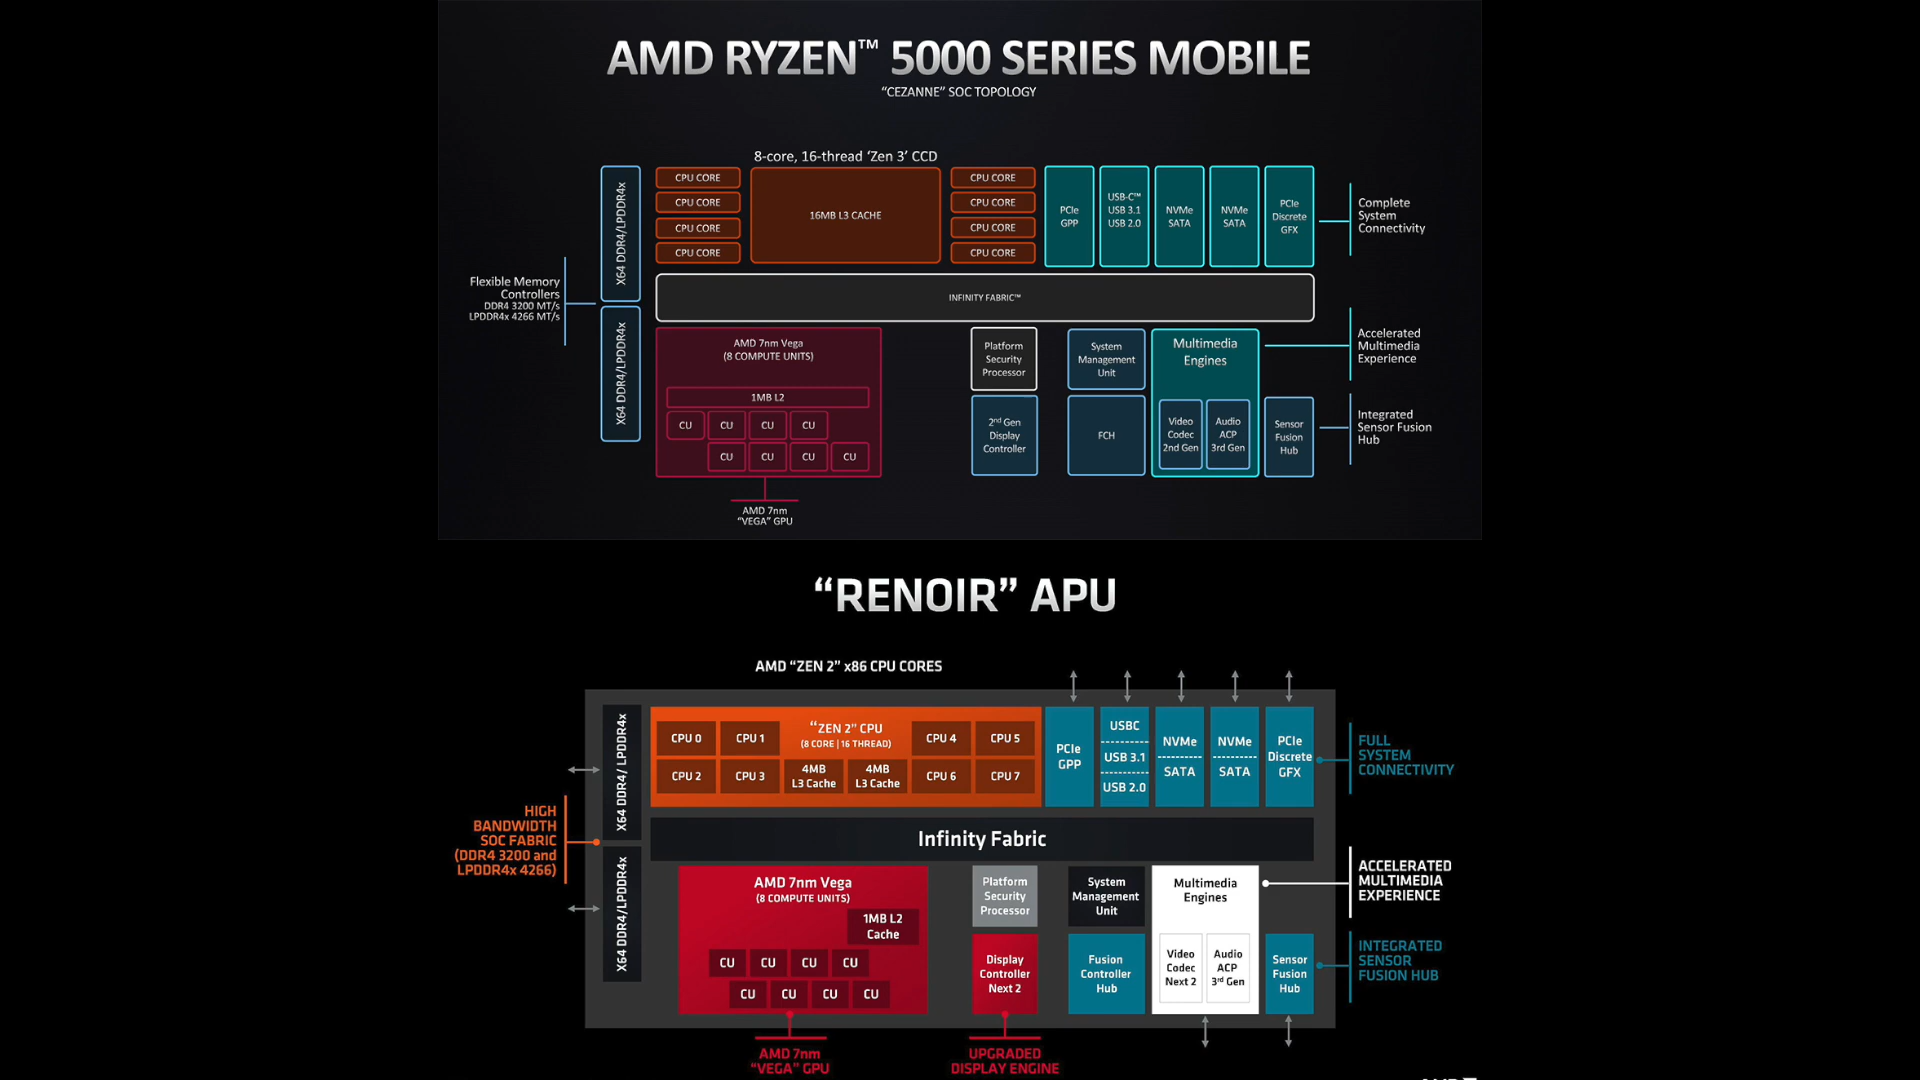 AMD RYZEN™ 5000 SERIES MOBILE
“CEZANNE” SOC TOPOLOGY
8-core, 16-thread ‘Zen 3’ CCD
Flexible Memory
Controllers
DDR4 3200 MT/s
LPDDR4x 4266 MT/s
X64 DDR4/LPDDR4x
X64 DDR4/LPDDR4x
CPU CORE
CPU CORE
CPU CORE
CPU CORE
16MB L3 CACHE
CPU CORE
CPU CORE
CPU CORE
CPU CORE
PCIe
GPP
USB-C™
USB 3.1
USB 2.0
NVMe
SATA
NVMe
SATA
PCIe
Discrete
GFX
Complete
System
Connectivity
INFINITY FABRIC™
AMD 7nm Vega
(8 COMPUTE UNITS)
1MB L2
CU CU CU CU
CU CU CU CU
AMD 7nm
“VEGA” GPU
Platform
Security
Processor
2nd Gen
Display
Controller
System
Management
Unit
FCH
Multimedia
Engines
Video
Codec
2nd Gen
Audio
ACP
3rd Gen
Sensor
Fusion
Hub
Accelerated
Multimedia
Experience
Integrated
Sensor Fusion
Hub
“RENOIR” APU
AMD “ZEN 2” x86 CPU CORES
HIGH
BANDWIDTH
SOC FABRIC
(DDR4 3200 and
LPDDR4x 4266)
X64 DDR4/ LPDDR4x
X64 DDR4/LPDDR4x
CPU 0 CPU 1
CPU 2 CPU 3
“ZEN 2” CPU
(8 CORE | 16 THREAD)
4MB
L3 Cache
4MB
L3 Cache
CPU 4 CPU 5
CPU 6 CPU 7
PCIe
GPP
USBC
USB 3.1
USB 2.0
NVMe
SATA
NVMe
SATA
PCIe
Discrete
GFX
FULL
SYSTEM
CONNECTIVITY
Infinity Fabric
AMD 7nm Vega
(8 COMPUTE UNITS)
1MB L2
Cache
CU CU CU CU
CU CU CU CU
AMD 7nm
“VEGA” GPU
Platform
Security
Processor
Display
Controller
Next 2
UPGRADED
DISPLAY ENGINE
System
Management
Unit
Fusion
Controller
Hub
Multimedia
Engines
Video
Codec
Next 2
Audio
ACP
3rd Gen
Sensor
Fusion
Hub
ACCELERATED
MULTIMEDIA
EXPERIENCE
INTEGRATED
SENSOR
FUSION HUB